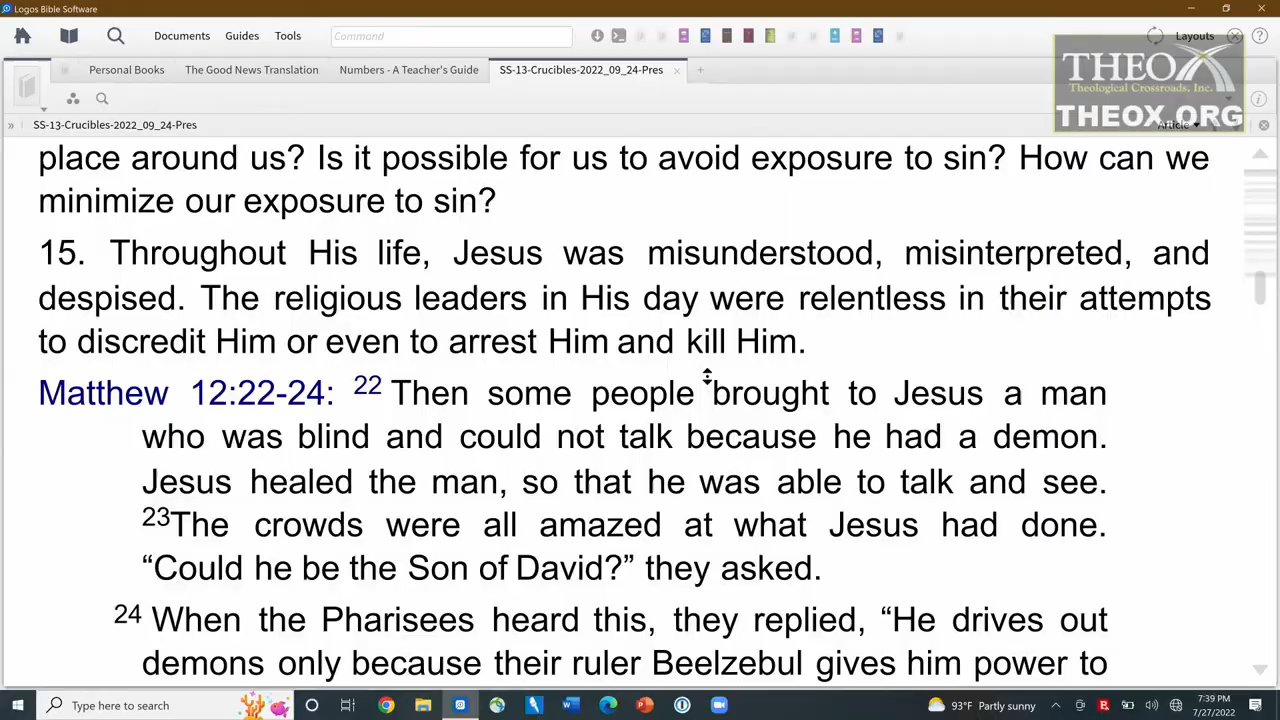 Logos Bible Software
Documents Guides Tools Command Layouts
THEOX
Theological Crossroads, Inc.
THEOX.ORG
Personal Books The Good News Translation Numbers - A Teacher's Guide SS-13-Crucibles-2022_09_24-Pres
SS-13-Crucibles-2022_09_24-Pres Article
place around us? Is it possible for us to avoid exposure to sin? How can we
minimize our exposure to sin?
15. Throughout His life, Jesus was misunderstood, misinterpreted, and
despised. The religious leaders in His day were relentless in their attempts
to discredit Him or even to arrest Him and kill Him.
Matthew 12:22-24: 22 Then some people brought to Jesus a man
who was blind and could not talk because he had a demon.
Jesus healed the man, so that he was able to talk and see.
23The crowds were all amazed at what Jesus had done.
“Could he be the Son of David?” they asked.
24 When the Pharisees heard this, they replied, “He drives out
demons only because their ruler Beelzebul gives him power to
Type here to search 93°F Partly sunny 7:39 PM
7/27/2022